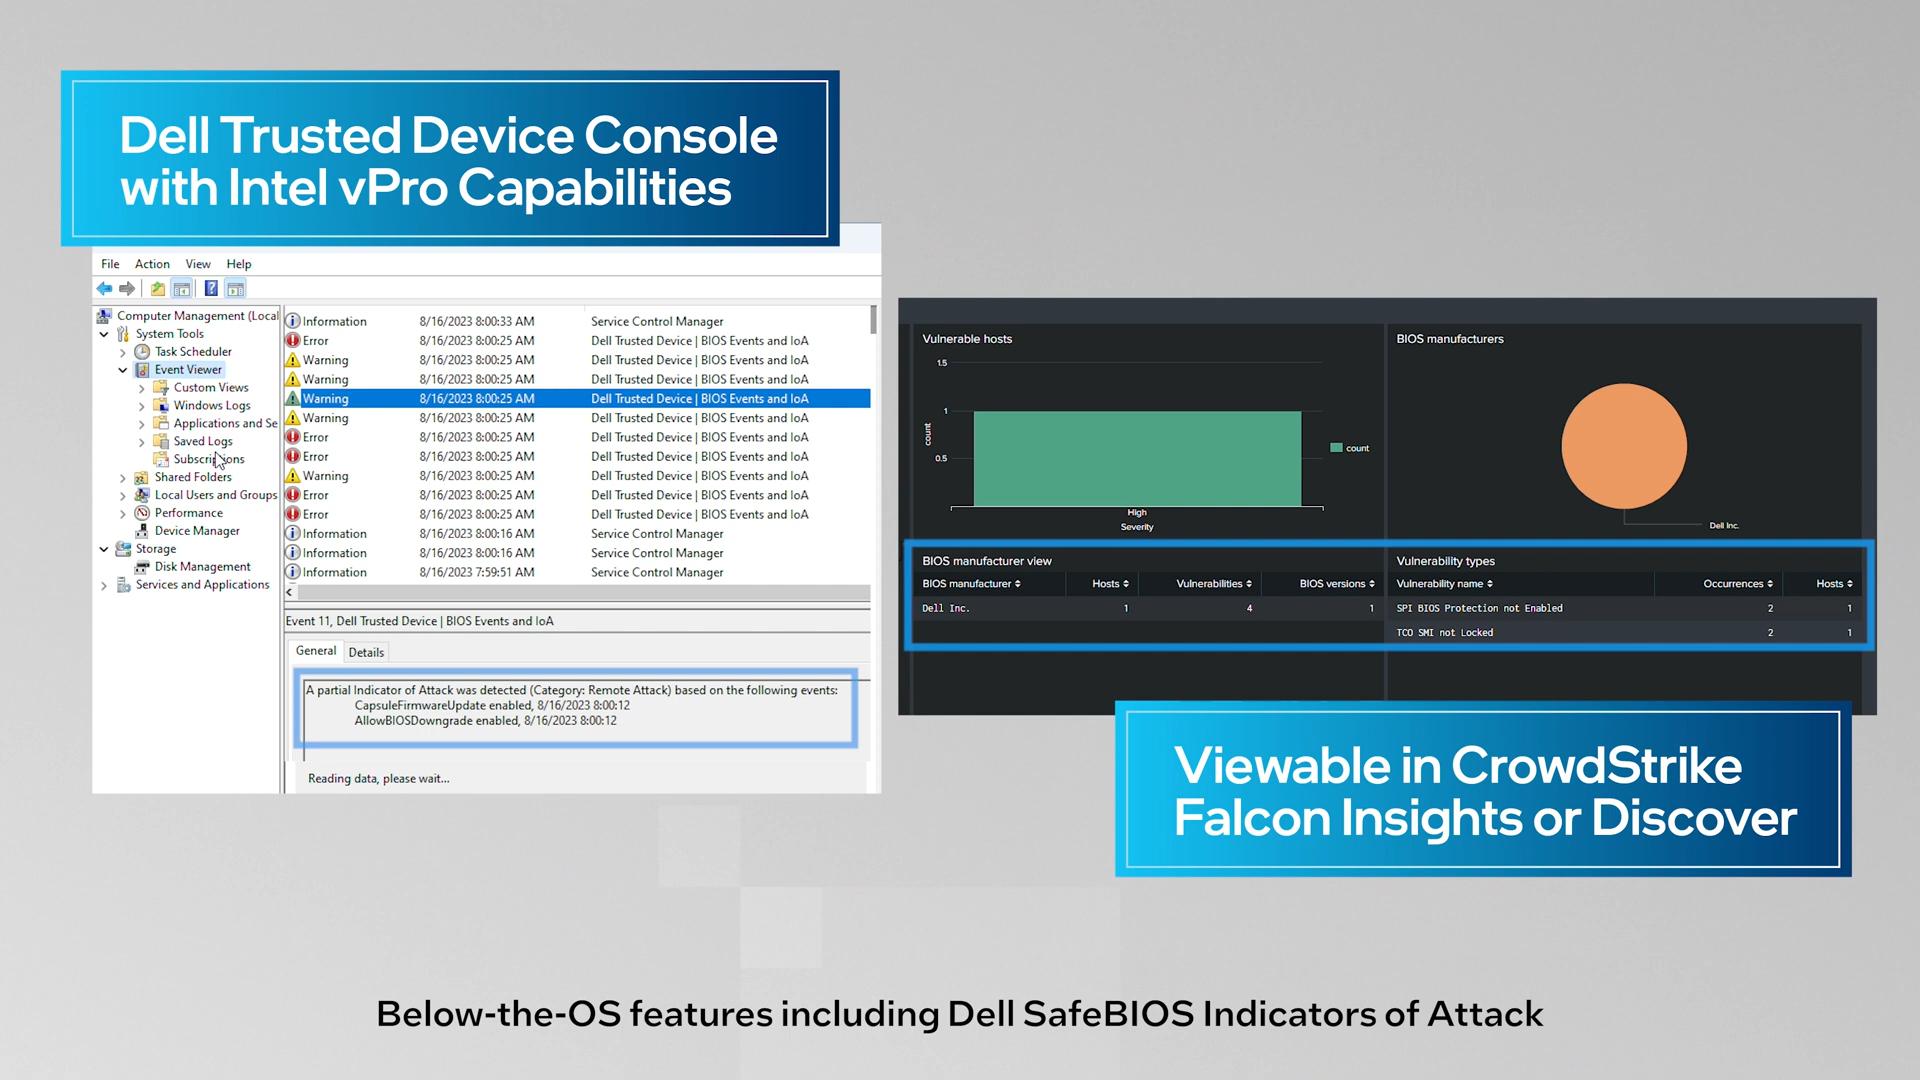 Dell Trusted Device Console
with Intel vPro Capabilities
File Action View Help
Computer Management (Local
System Tools
Task Scheduler
Event Viewer
Custom Views
Windows Logs
Applications and Se
Saved Logs
Subscriptions
Shared Folders
Local Users and Groups
Performance
Device Manager
Storage
Disk Management
Services and Applications
Information 8/16/2023 8:00:33 AM Service Control Manager
Error 8/16/2023 8:00:25 AM Dell Trusted Device | BIOS Events and IoA
Warning 8/16/2023 8:00:25 AM Dell Trusted Device | BIOS Events and IoA
Warning 8/16/2023 8:00:25 AM Dell Trusted Device | BIOS Events and IoA
Warning 8/16/2023 8:00:25 AM Dell Trusted Device | BIOS Events and IoA
Warning 8/16/2023 8:00:25 AM Dell Trusted Device | BIOS Events and IoA
Error 8/16/2023 8:00:25 AM Dell Trusted Device | BIOS Events and IoA
Error 8/16/2023 8:00:25 AM Dell Trusted Device | BIOS Events and IoA
Warning 8/16/2023 8:00:25 AM Dell Trusted Device | BIOS Events and IoA
Error 8/16/2023 8:00:25 AM Dell Trusted Device | BIOS Events and IoA
Error 8/16/2023 8:00:25 AM Dell Trusted Device | BIOS Events and IoA
Information 8/16/2023 8:00:16 AM Service Control Manager
Information 8/16/2023 8:00:16 AM Service Control Manager
Information 8/16/2023 7:59:51 AM Service Control Manager
Event 11, Dell Trusted Device | BIOS Events and IoA
General Details
A partial Indicator of Attack was detected (Category: Remote Attack) based on the following events:
CapsuleFirmwareUpdate enabled, 8/16/2023 8:00:12
AllowBIOSDowngrade enabled, 8/16/2023 8:00:12
Reading data, please wait...
Vulnerable hosts
1.5
1
0.5
count
count
High
Severity
BIOS manufacturers
Dell Inc.
BIOS manufacturer view
BIOS manufacturer Hosts Vulnerabilities BIOS versions
Dell Inc. 1 4 1
Vulnerability types
Vulnerability name Occurrences Hosts
SPI BIOS Protection not Enabled 2 1
TCO SMI not Locked 2 1
Viewable in CrowdStrike
Falcon Insights or Discover
Below-the-OS features including Dell SafeBIOS Indicators of Attack